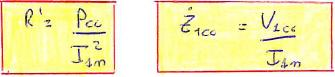 R' = Pcc / I1n²
Ż1cc = V1cc / I1n